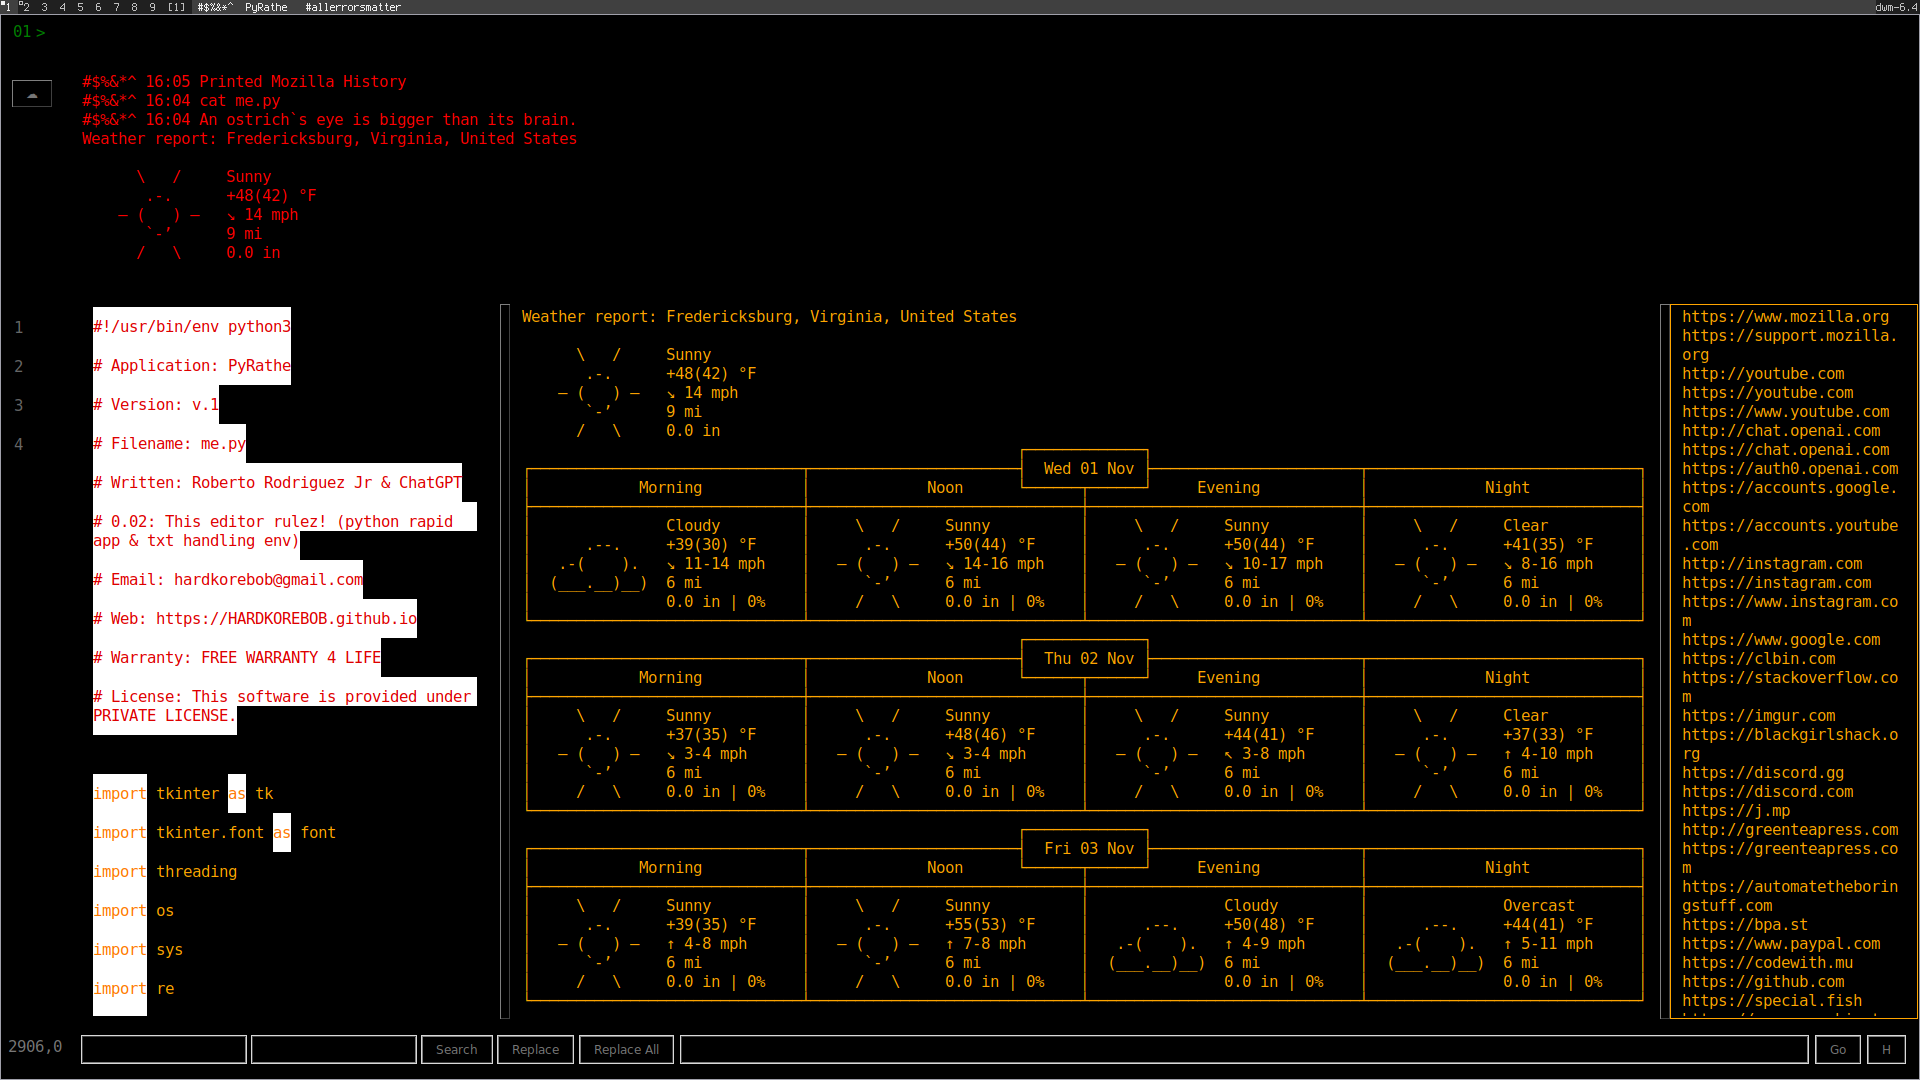 1 2 3 4 5 6 7 8 9 [1] #$%&*^ PyRathe #allerrorsmatter dwm-6.4
01 >
☁
#$%&*^ 16:05 Printed Mozilla History
#$%&*^ 16:04 cat me.py
#$%&*^ 16:04 An ostrich`s eye is bigger than its brain.
Weather report: Fredericksburg, Virginia, United States
\   /     Sunny
.-.      +48(42) °F
― (   ) ―   ↘ 14 mph
`-’      9 mi
/   \     0.0 in
1
2
3
4
#!/usr/bin/env python3
# Application: PyRathe
# Version: v.1
# Filename: me.py
# Written: Roberto Rodriguez Jr & ChatGPT
# 0.02: This editor rulez! (python rapid
app & txt handling env)
# Email: hardkorebob@gmail.com
# Web: https://HARDKOREBOB.github.io
# Warranty: FREE WARRANTY 4 LIFE
# License: This software is provided under
PRIVATE LICENSE.
import tkinter as tk
import tkinter.font as font
import threading
import os
import sys
import re
Weather report: Fredericksburg, Virginia, United States
\   /     Sunny
.-.      +48(42) °F
― (   ) ―   ↘ 14 mph
`-’      9 mi
/   \     0.0 in
Wed 01 Nov
Morning Noon Evening Night
Cloudy \   / Sunny \   / Sunny \   / Clear
.--. +39(30) °F .-. +50(44) °F .-. +50(44) °F .-. +41(35) °F
.-(    ). ↘ 11-14 mph ― (   ) ― ↘ 14-16 mph ― (   ) ― ↘ 10-17 mph ― (   ) ― ↘ 8-16 mph
(___.__)__) 6 mi `-’ 6 mi `-’ 6 mi `-’ 6 mi
0.0 in | 0% /   \ 0.0 in | 0% /   \ 0.0 in | 0% /   \ 0.0 in | 0%
Thu 02 Nov
Morning Noon Evening Night
\   / Sunny \   / Sunny \   / Sunny \   / Clear
.-. +37(35) °F .-. +48(46) °F .-. +44(41) °F .-. +37(33) °F
― (   ) ― ↘ 3-4 mph ― (   ) ― ↘ 3-4 mph ― (   ) ― ↖ 3-8 mph ― (   ) ― ↑ 4-10 mph
`-’ 6 mi `-’ 6 mi `-’ 6 mi `-’ 6 mi
/   \ 0.0 in | 0% /   \ 0.0 in | 0% /   \ 0.0 in | 0% /   \ 0.0 in | 0%
Fri 03 Nov
Morning Noon Evening Night
\   / Sunny \   / Sunny Cloudy Overcast
.-. +39(35) °F .-. +55(53) °F .--. +50(48) °F .--. +44(41) °F
― (   ) ― ↑ 4-8 mph ― (   ) ― ↑ 7-8 mph .-(    ). ↑ 4-9 mph .-(    ). ↑ 5-11 mph
`-’ 6 mi `-’ 6 mi (___.__)__) 6 mi (___.__)__) 6 mi
/   \ 0.0 in | 0% /   \ 0.0 in | 0% 0.0 in | 0% 0.0 in | 0%
https://www.mozilla.org
https://support.mozilla.
org
http://youtube.com
https://youtube.com
https://www.youtube.com
http://chat.openai.com
https://chat.openai.com
https://auth0.openai.com
https://accounts.google.
com
https://accounts.youtube
.com
http://instagram.com
https://instagram.com
https://www.instagram.co
m
https://www.google.com
https://clbin.com
https://stackoverflow.co
m
https://imgur.com
https://blackgirlshack.o
rg
https://discord.gg
https://discord.com
https://j.mp
http://greenteapress.com
https://greenteapress.co
m
https://automatetheborin
gstuff.com
https://bpa.st
https://www.paypal.com
https://codewith.mu
https://github.com
https://special.fish
2906,0 Search Replace Replace All Go H